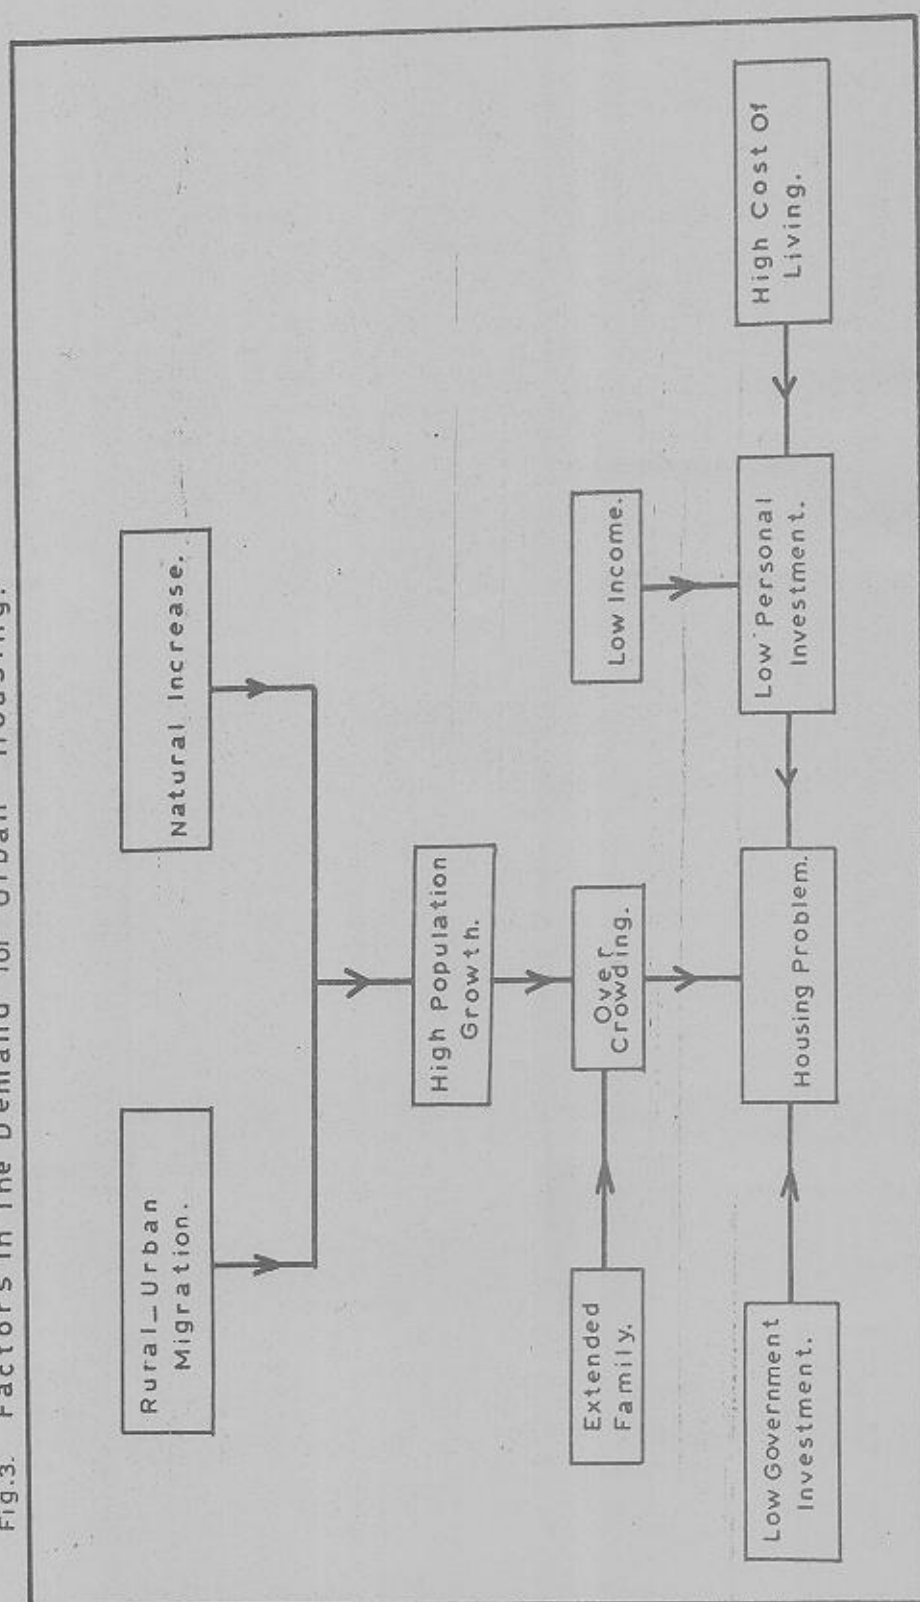 Fig.3. Factors in The Demand for Urban Housing.
Rural_Urban
Migration.
Natural Increase.
High Population
Growth.
Extended
Family.
Over
Crowding.
Low Income.
Low Government
Investment.
Housing Problem.
Low Personal
Investment.
High Cost Of
Living.